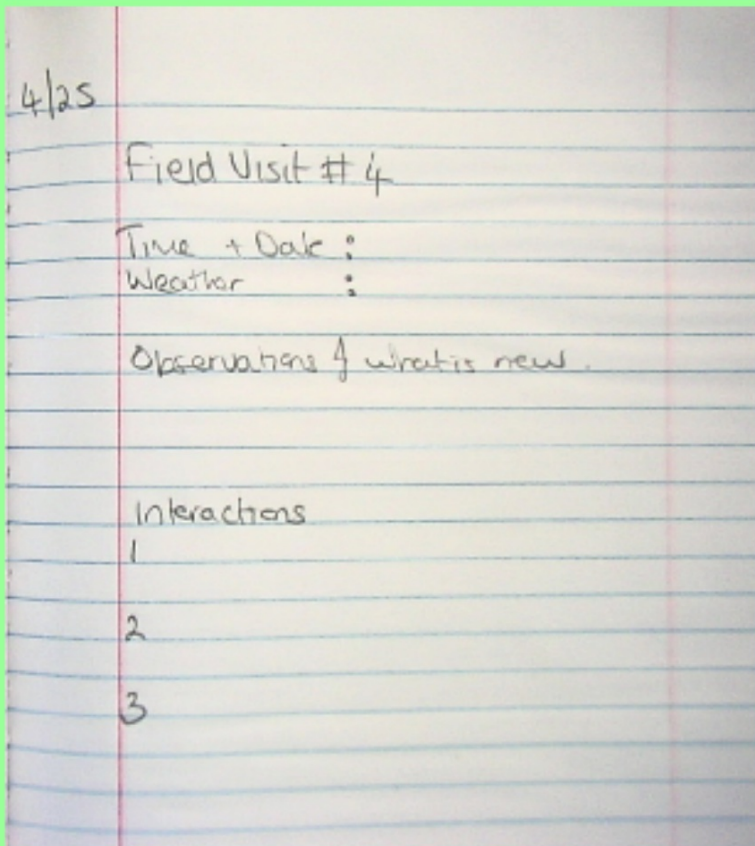 4/25
Field Visit # 4
Time + Date :
Weather :
Observations of what is new.
Interactions
1
2
3